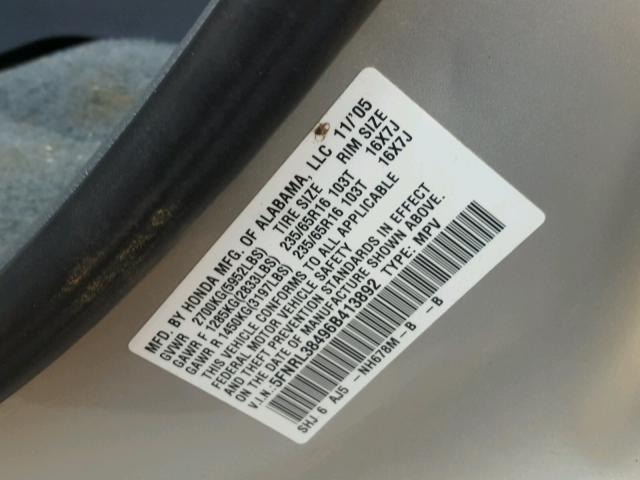 MFD. BY HONDA MFG. OF ALABAMA, LLC 11/'05
GVWR 2700KG(5952LBS) TIRE SIZE RIM SIZE
GAWR F 1285KG(2833LBS) 235/65R16 103T 16X7J
GAWR R 1450KG(3197LBS) 235/65R16 103T 16X7J
THIS VEHICLE CONFORMS TO ALL APPLICABLE
FEDERAL MOTOR VEHICLE SAFETY
AND THEFT PREVENTION STANDARDS IN EFFECT
ON THE DATE OF MANUFACTURE SHOWN ABOVE.
V.I.N.:5FNRL38496B413892 TYPE: MPV
SHJ 6 AJ5 -NH678M-B -B